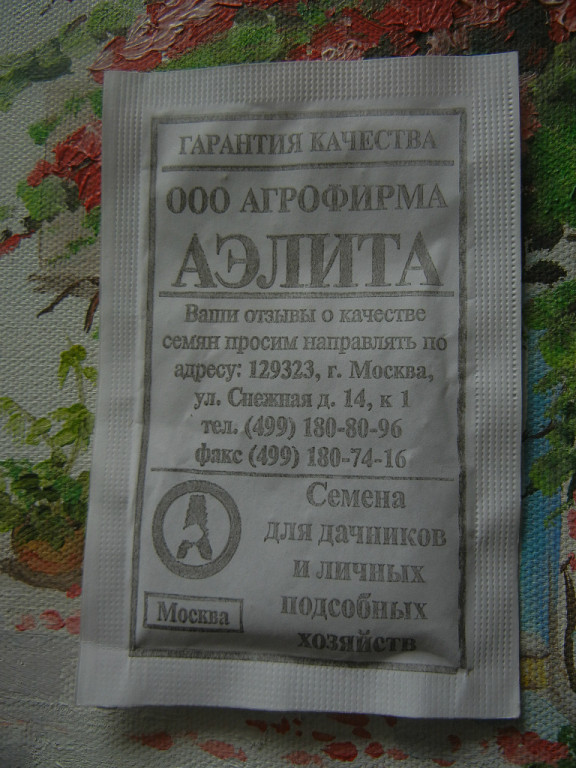 ГАРАНТИЯ КАЧЕСТВА
ООО АГРОФИРМА
АЭЛИТА
Ваши отзывы о качестве
семян просим направлять по
адресу: 129323, г. Москва,
ул. Снежная д. 14, к 1
тел. (499) 180-80-96
факс (499) 180-74-16
Семена
для дачников
и личных
подсобных
хозяйств
Москва